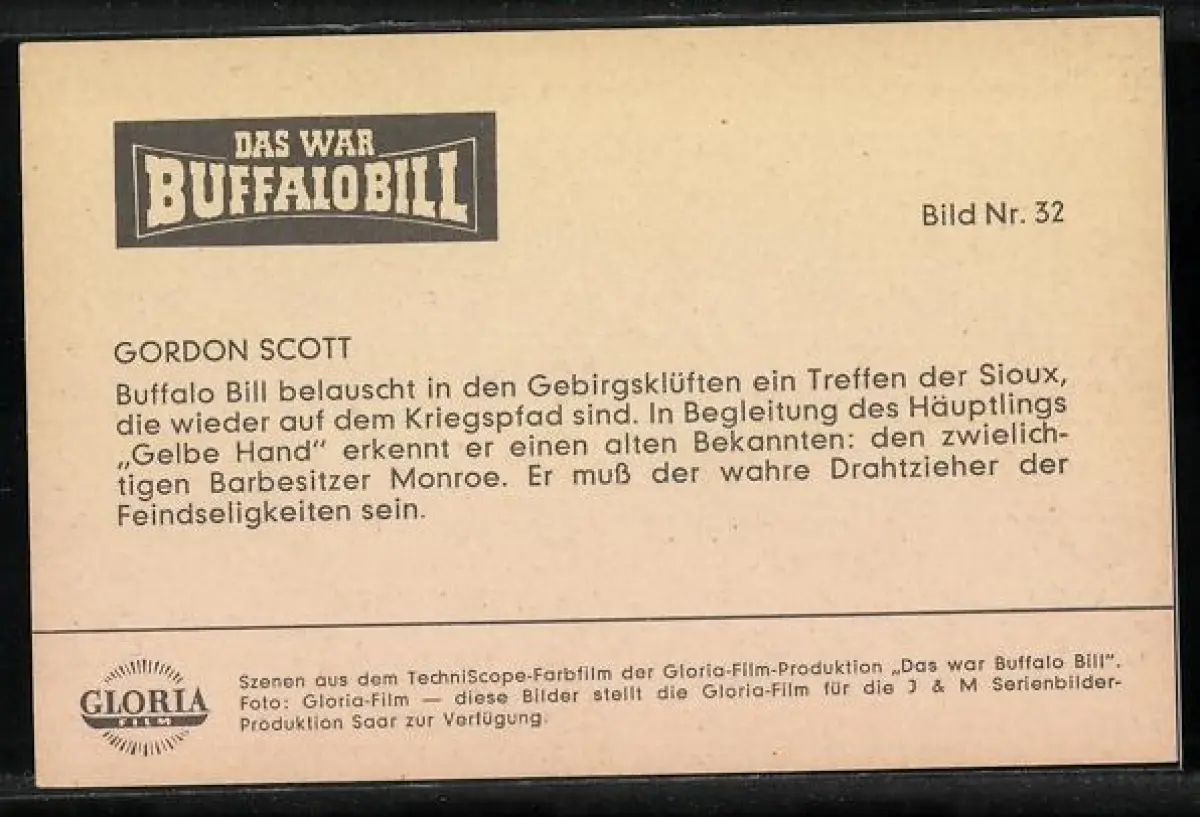 DAS WAR
BUFFALO BILL
Bild Nr. 32
GORDON SCOTT
Buffalo Bill belauscht in den Gebirgsklüften ein Treffen der Sioux,
die wieder auf dem Kriegspfad sind. In Begleitung des Häuptlings
„Gelbe Hand“ erkennt er einen alten Bekannten: den zwielich-
tigen Barbesitzer Monroe. Er muß der wahre Drahtzieher der
Feindseligkeiten sein.
GLORIA
FILM
Szenen aus dem TechniScope-Farbfilm der Gloria-Film-Produktion „Das war Buffalo Bill“.
Foto: Gloria-Film — diese Bilder stellt die Gloria-Film für die J & M Serienbilder-
Produktion Saar zur Verfügung.